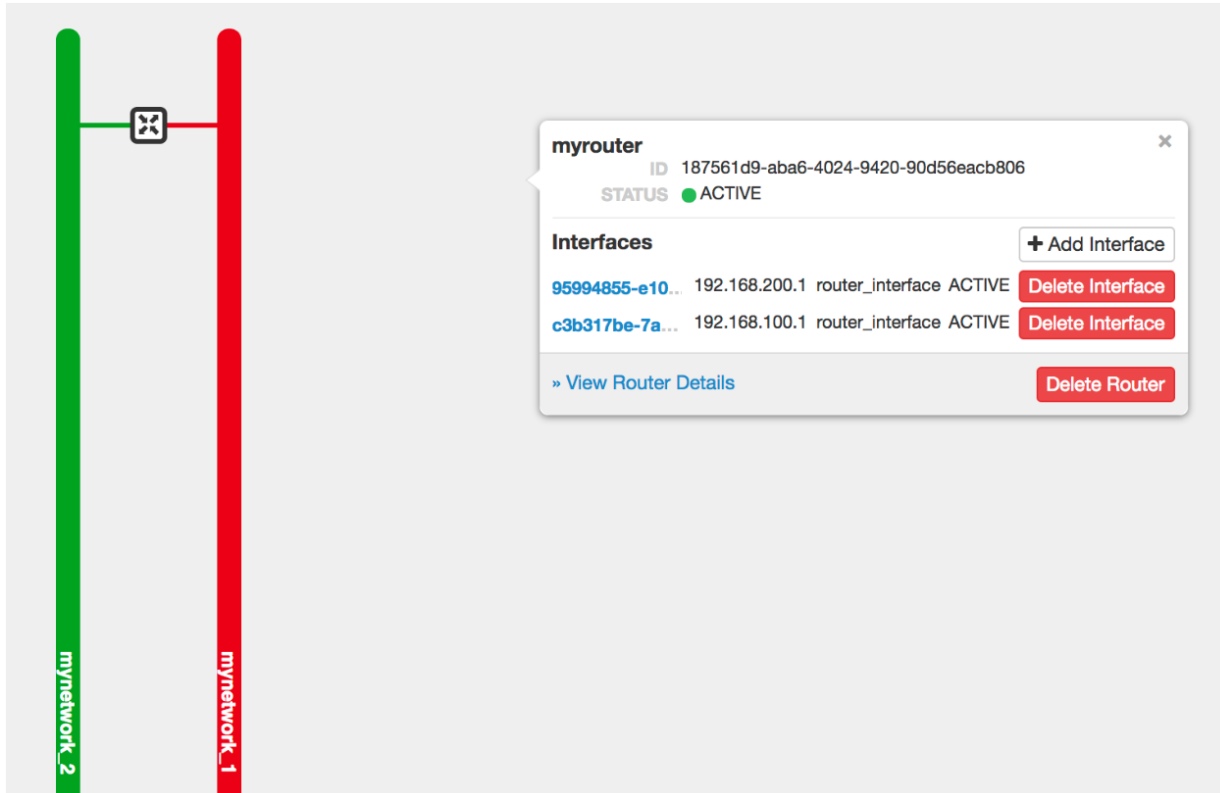 myrouter
ID 187561d9-aba6-4024-9420-90d56eacb806
STATUS ACTIVE
Interfaces
+ Add Interface
95994855-e10... 192.168.200.1 router_interface ACTIVE Delete Interface
c3b317be-7a... 192.168.100.1 router_interface ACTIVE Delete Interface
» View Router Details
Delete Router
mynetwork_2
mynetwork_1